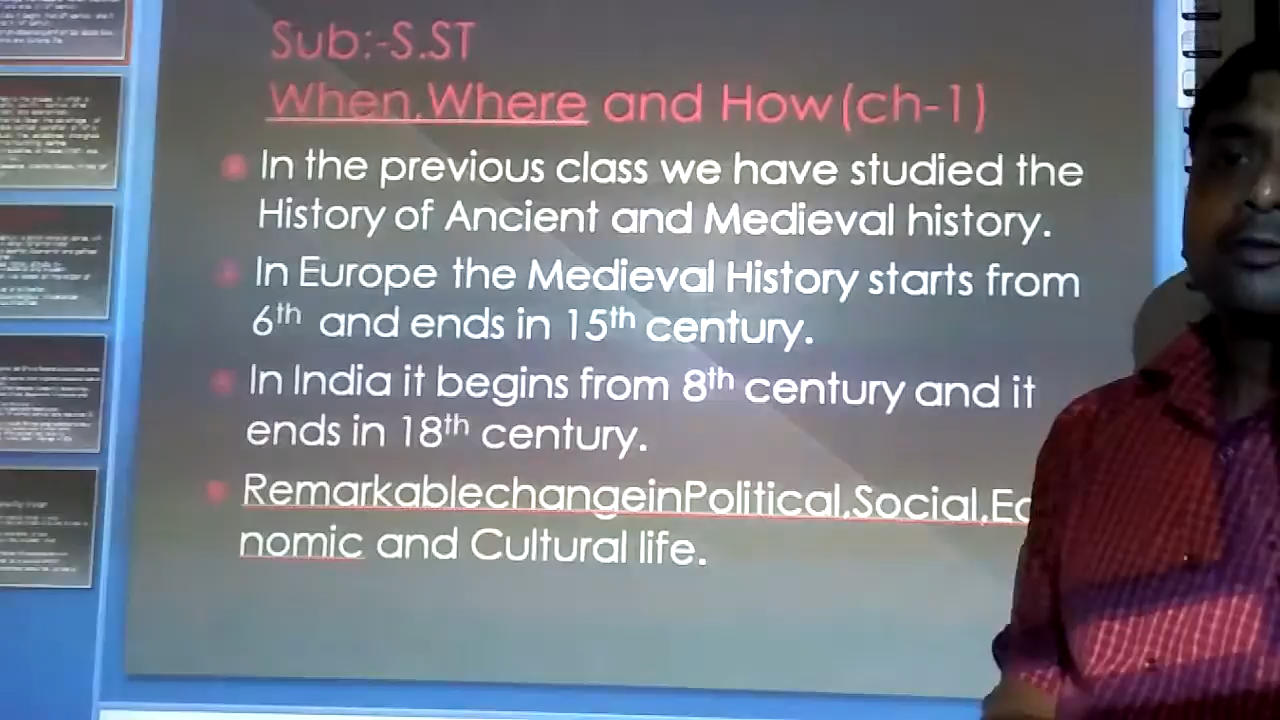 Sub:-S.ST
When,Where and How(ch-1)
In the previous class we have studied the
History of Ancient and Medieval history.
In Europe the Medieval History starts from
6th and ends in 15th century.
In India it begins from 8th century and it
ends in 18th century.
RemarkablechangeinPolitical,Social,Ec
nomic and Cultural life.